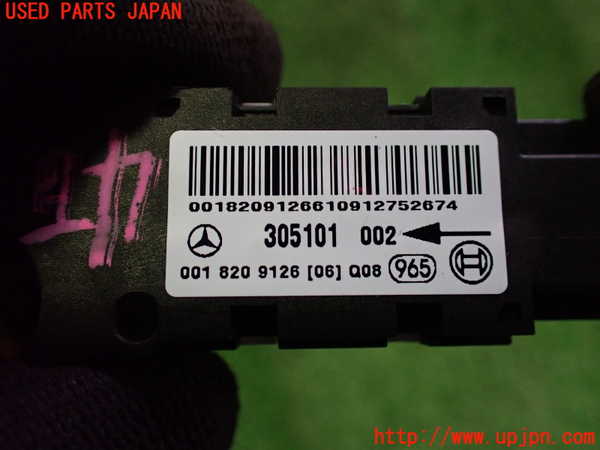 USED PARTS JAPAN
0018209126610912752674
305101 002
001 820 9126 [06] Q08 965
http://www.upjpn.com/